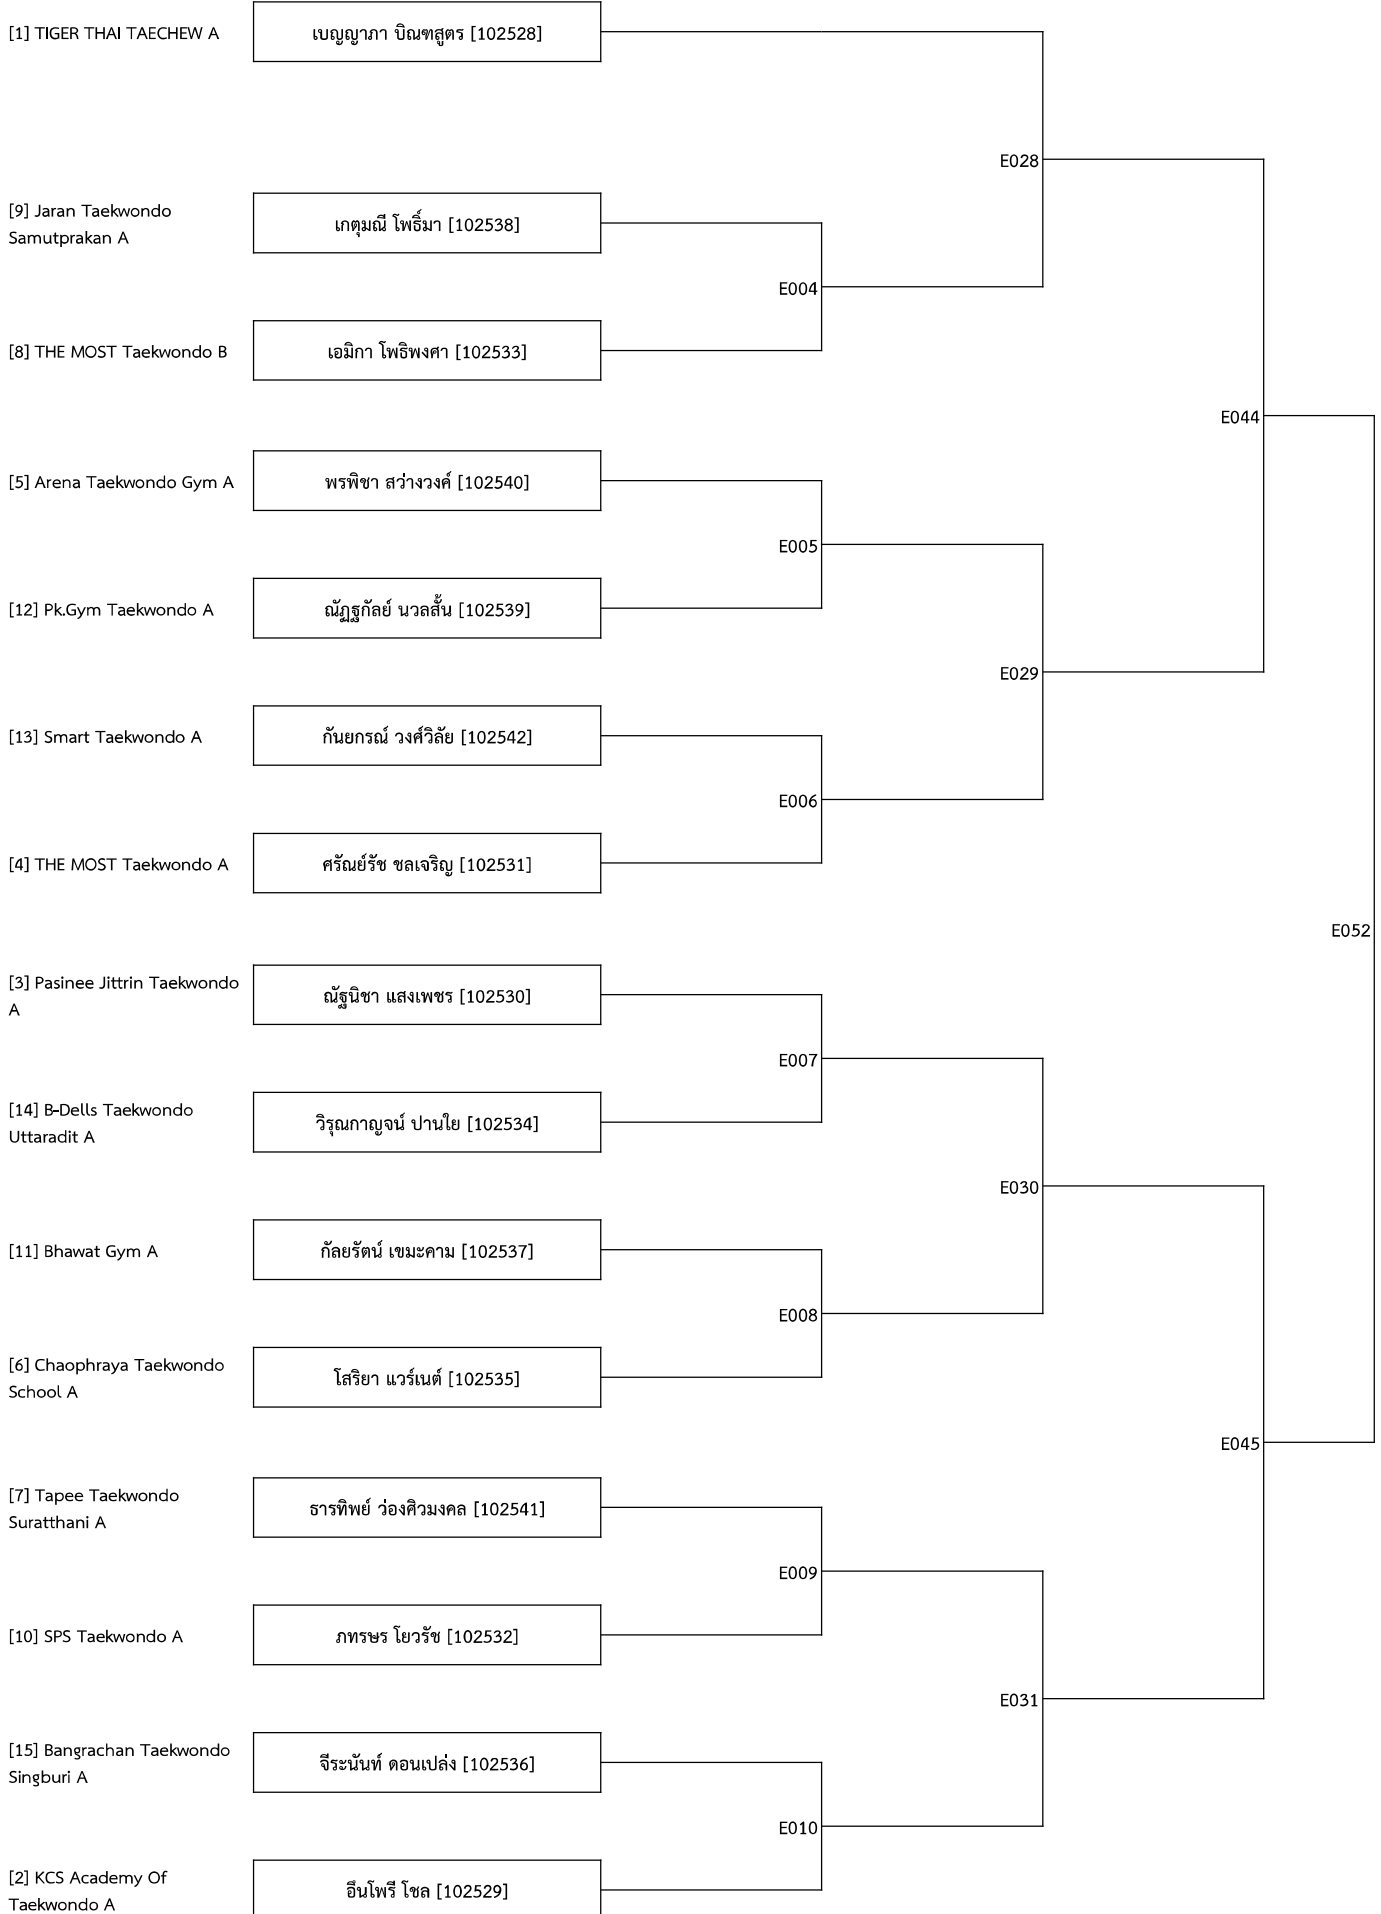 [1] TIGER THAI TAECHEW A
เบญญาภา บิณฑสูตร [102528]
E028
[9] Jaran Taekwondo
Samutprakan A
เกตุมณี โพธิ์มา [102538]
E004
[8] THE MOST Taekwondo B
เอมิกา โพธิพงศา [102533]
E044
[5] Arena Taekwondo Gym A
พรพิชา สว่างวงค์ [102540]
E005
[12] Pk.Gym Taekwondo A
ณัฏฐกัลย์ นวลสั้น [102539]
E029
[13] Smart Taekwondo A
กันยกรณ์ วงศ์วิลัย [102542]
E006
[4] THE MOST Taekwondo A
ศรัณย์รัช ชลเจริญ [102531]
E052
[3] Pasinee Jittrin Taekwondo
A
ณัฐนิชา แสงเพชร [102530]
E007
[14] B-Dells Taekwondo
Uttaradit A
วิรุณกาญจน์ ปานใย [102534]
E030
[11] Bhawat Gym A
กัลยรัตน์ เขมะคาม [102537]
E008
[6] Chaophraya Taekwondo
School A
โสริยา แวร์เนต์ [102535]
E045
[7] Tapee Taekwondo
Suratthani A
ธารทิพย์ ว่องศิวมงคล [102541]
E009
[10] SPS Taekwondo A
ภทรษร โยวรัช [102532]
E031
[15] Bangrachan Taekwondo
Singburi A
จีระนันท์ ดอนเปล่ง [102536]
E010
[2] KCS Academy Of
Taekwondo A
อึนโพรี โชล [102529]